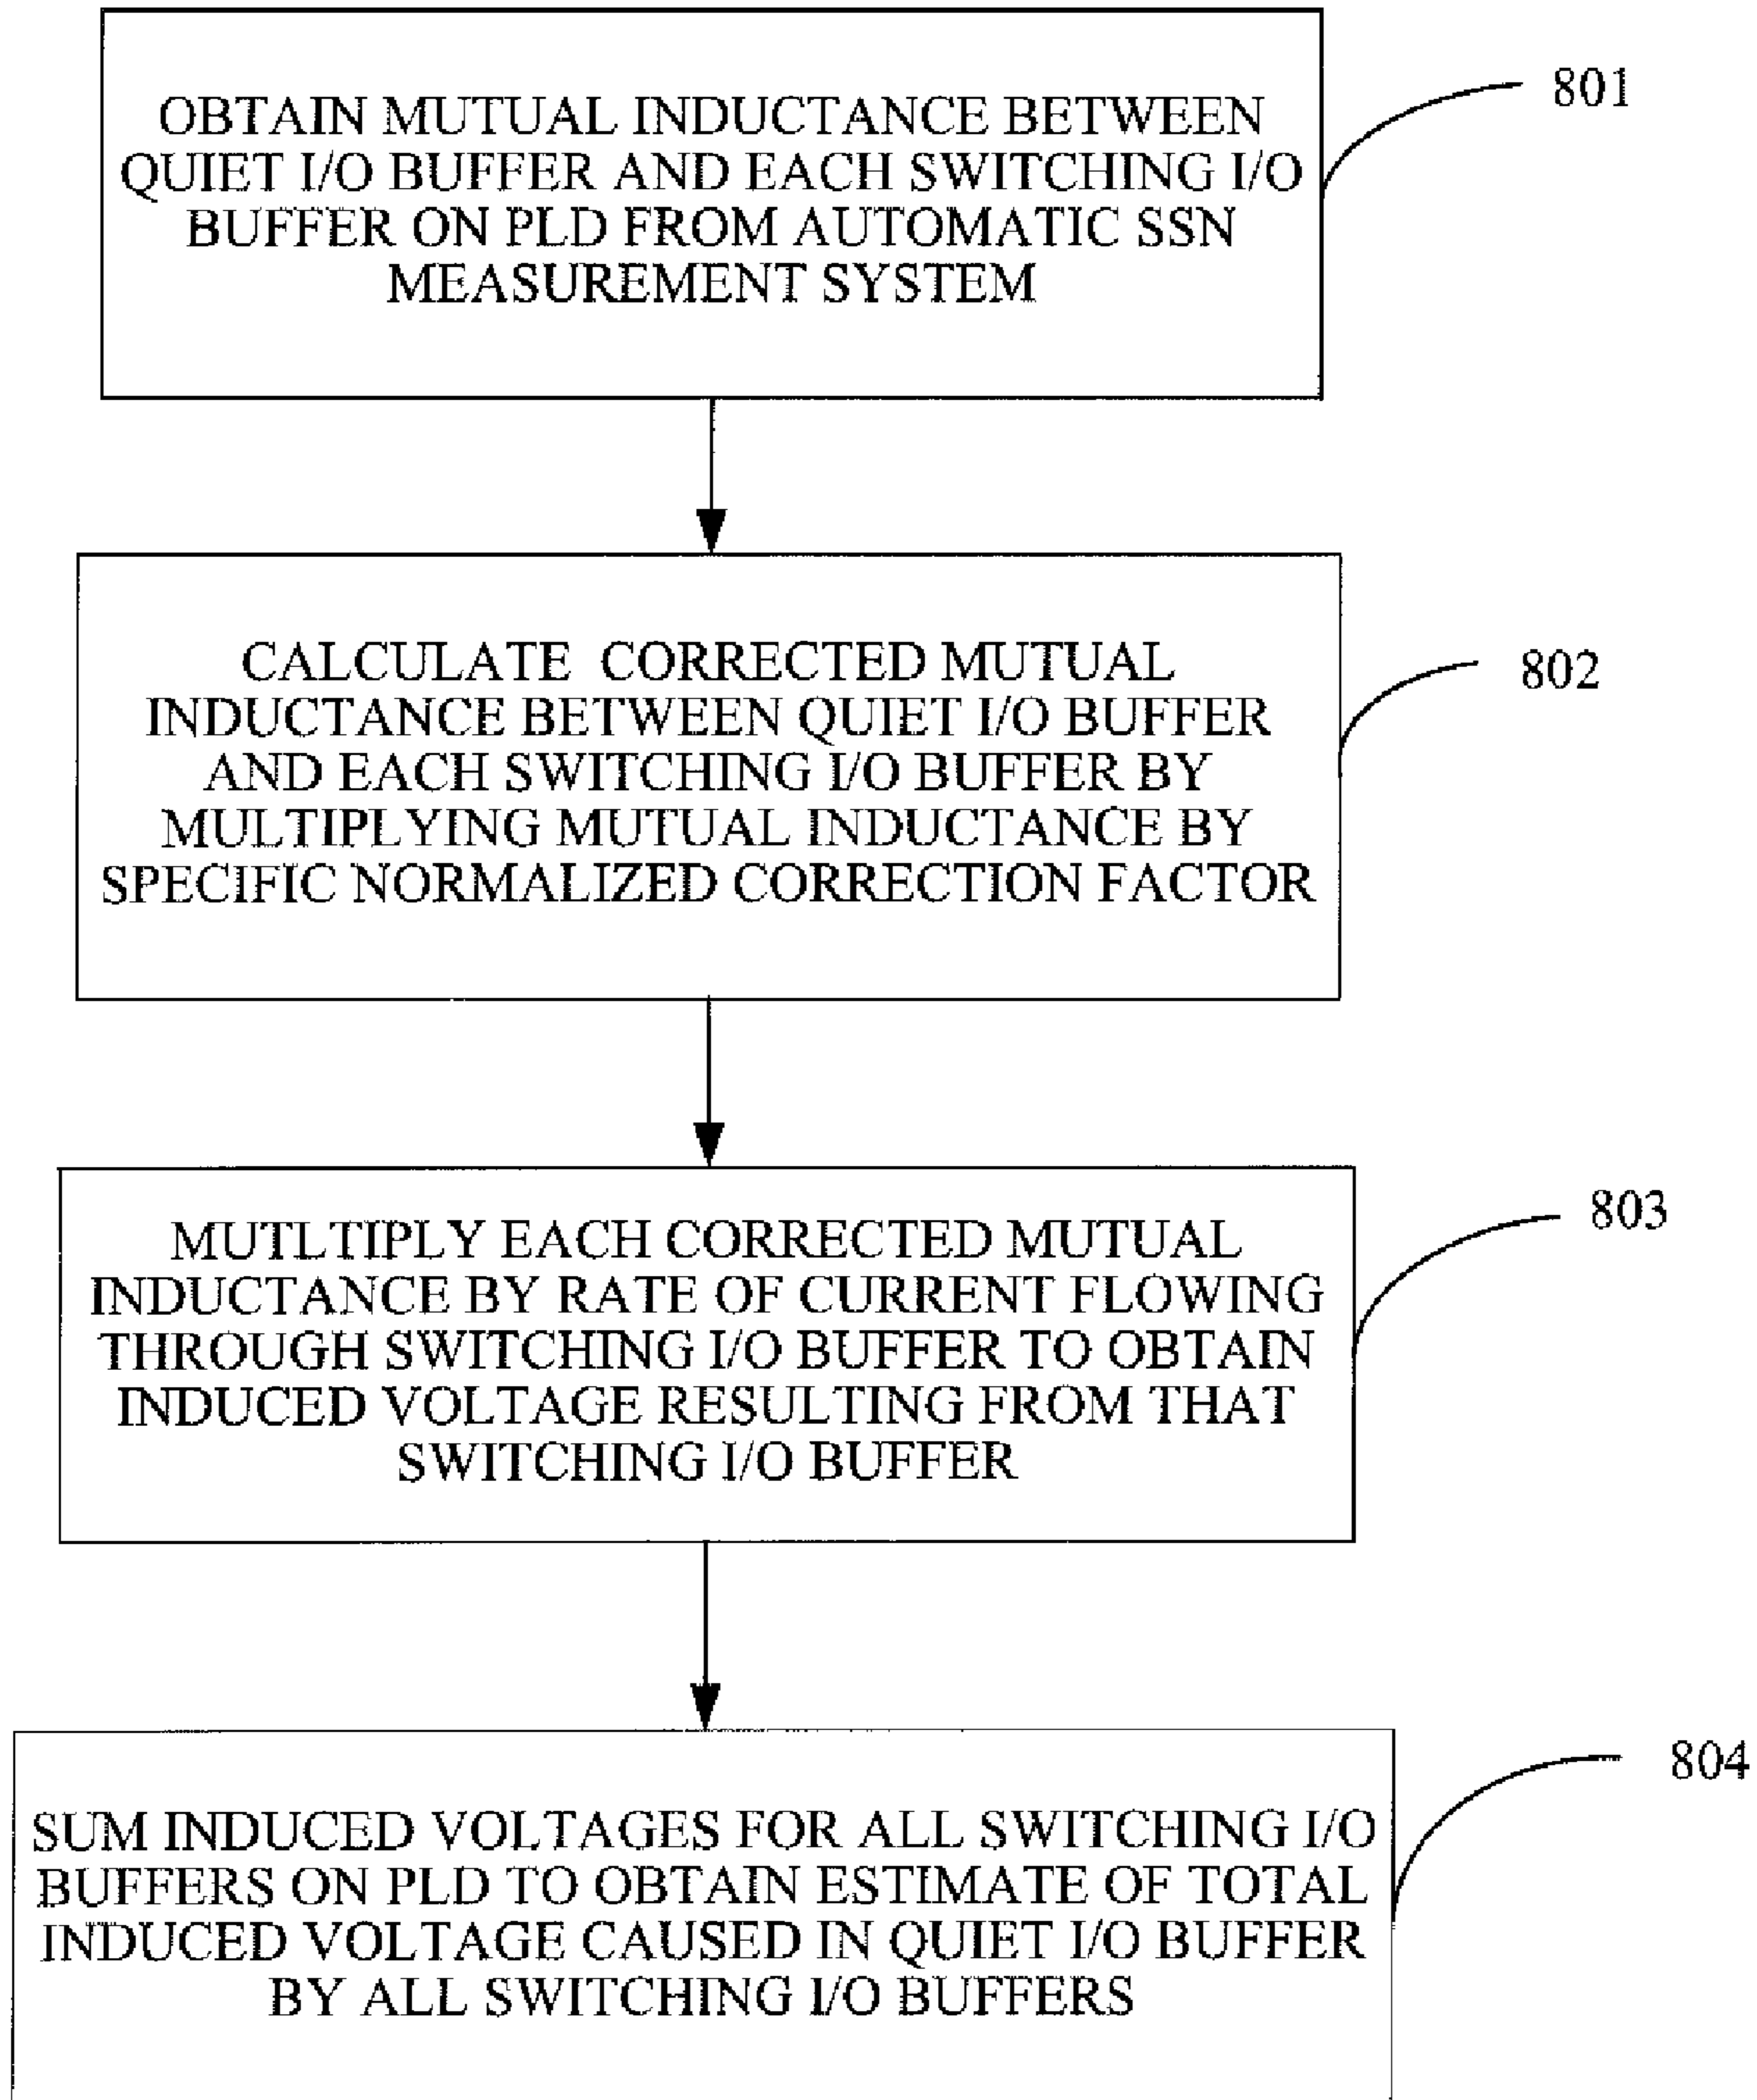 OBTAIN MUTUAL INDUCTANCE BETWEEN
QUIET I/O BUFFER AND EACH SWITCHING I/O
BUFFER ON PLD FROM AUTOMATIC SSN
MEASUREMENT SYSTEM
801
CALCULATE CORRECTED MUTUAL
INDUCTANCE BETWEEN QUIET I/O BUFFER
AND EACH SWITCHING I/O BUFFER BY
MULTIPLYING MUTUAL INDUCTANCE BY
SPECIFIC NORMALIZED CORRECTION FACTOR
802
MUTLTIPLY EACH CORRECTED MUTUAL
INDUCTANCE BY RATE OF CURRENT FLOWING
THROUGH SWITCHING I/O BUFFER TO OBTAIN
INDUCED VOLTAGE RESULTING FROM THAT
SWITCHING I/O BUFFER
803
SUM INDUCED VOLTAGES FOR ALL SWITCHING I/O
BUFFERS ON PLD TO OBTAIN ESTIMATE OF TOTAL
INDUCED VOLTAGE CAUSED IN QUIET I/O BUFFER
BY ALL SWITCHING I/O BUFFERS
804